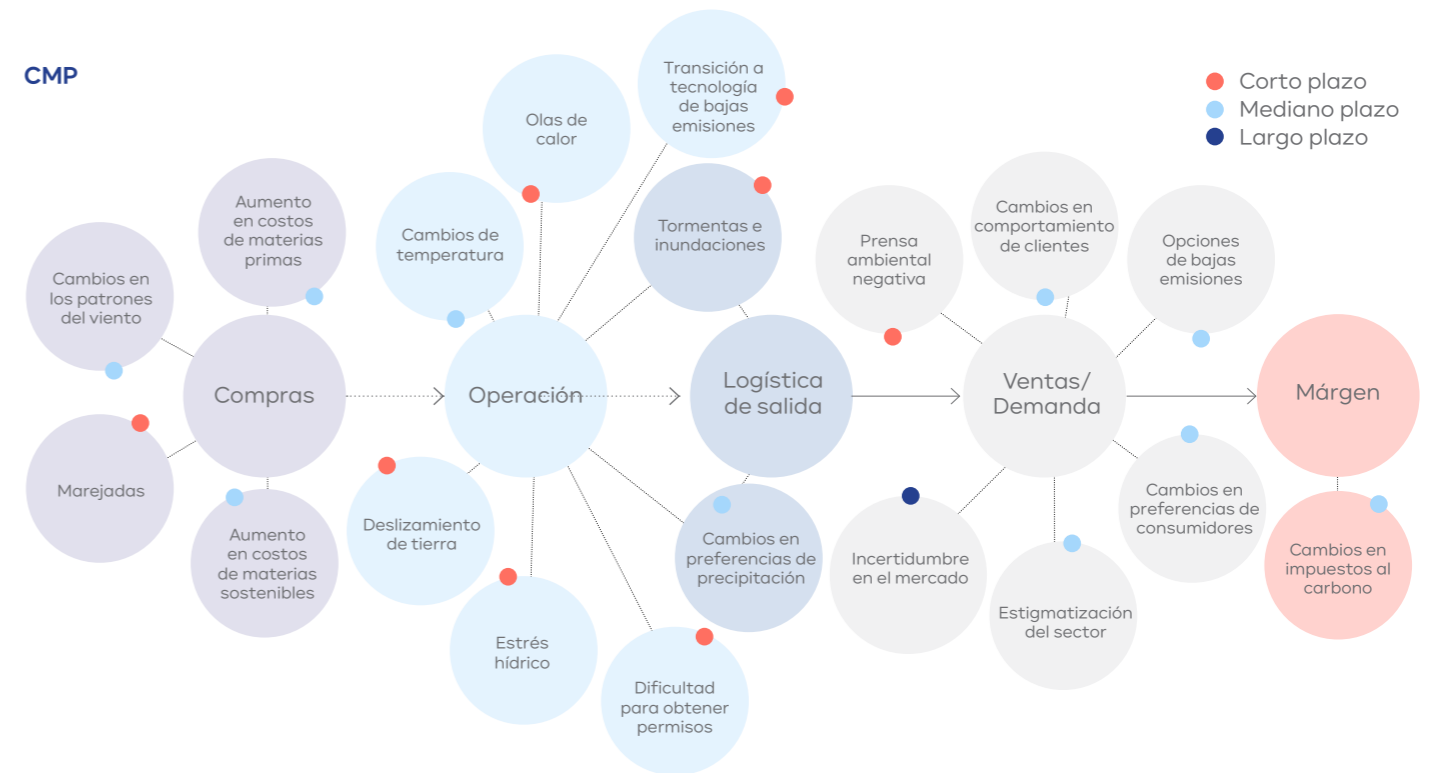 CMP
Corto plazo
Mediano plazo
Largo plazo
Transición a
tecnología
de bajas
emisiones
Olas de
calor
Aumento
en costos
de materias
primas
Cambios en
los patrones
del viento
Cambios de
temperatura
Tormentas e
inundaciones
Prensa
ambiental
negativa
Cambios en
comportamiento
de clientes
Opciones
de bajas
emisiones
Compras
Operación
Logística
de salida
Ventas/
Demanda
Márgen
Marejadas
Aumento
en costos
de materias
sostenibles
Deslizamiento
de tierra
Estrés
hídrico
Dificultad
para obtener
permisos
Cambios en
preferencias de
precipitación
Incertidumbre
en el mercado
Estigmatización
del sector
Cambios en
preferencias de
consumidores
Cambios en
impuestos al
carbono